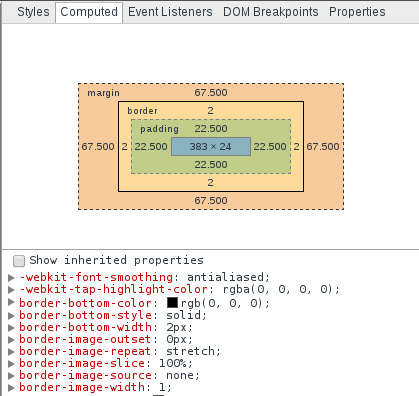 Styles Computed Event Listeners DOM Breakpoints Properties
margin 67.500
border 2
padding 22.500
67.500 2 22.500 383 × 24 22.500 2 67.500
22.500
2
67.500
Show inherited properties
-webkit-font-smoothing: antialiased;
-webkit-tap-highlight-color: rgba(0, 0, 0, 0);
border-bottom-color: rgb(0, 0, 0);
border-bottom-style: solid;
border-bottom-width: 2px;
border-image-outset: 0px;
border-image-repeat: stretch;
border-image-slice: 100%;
border-image-source: none;
border-image-width: 1;